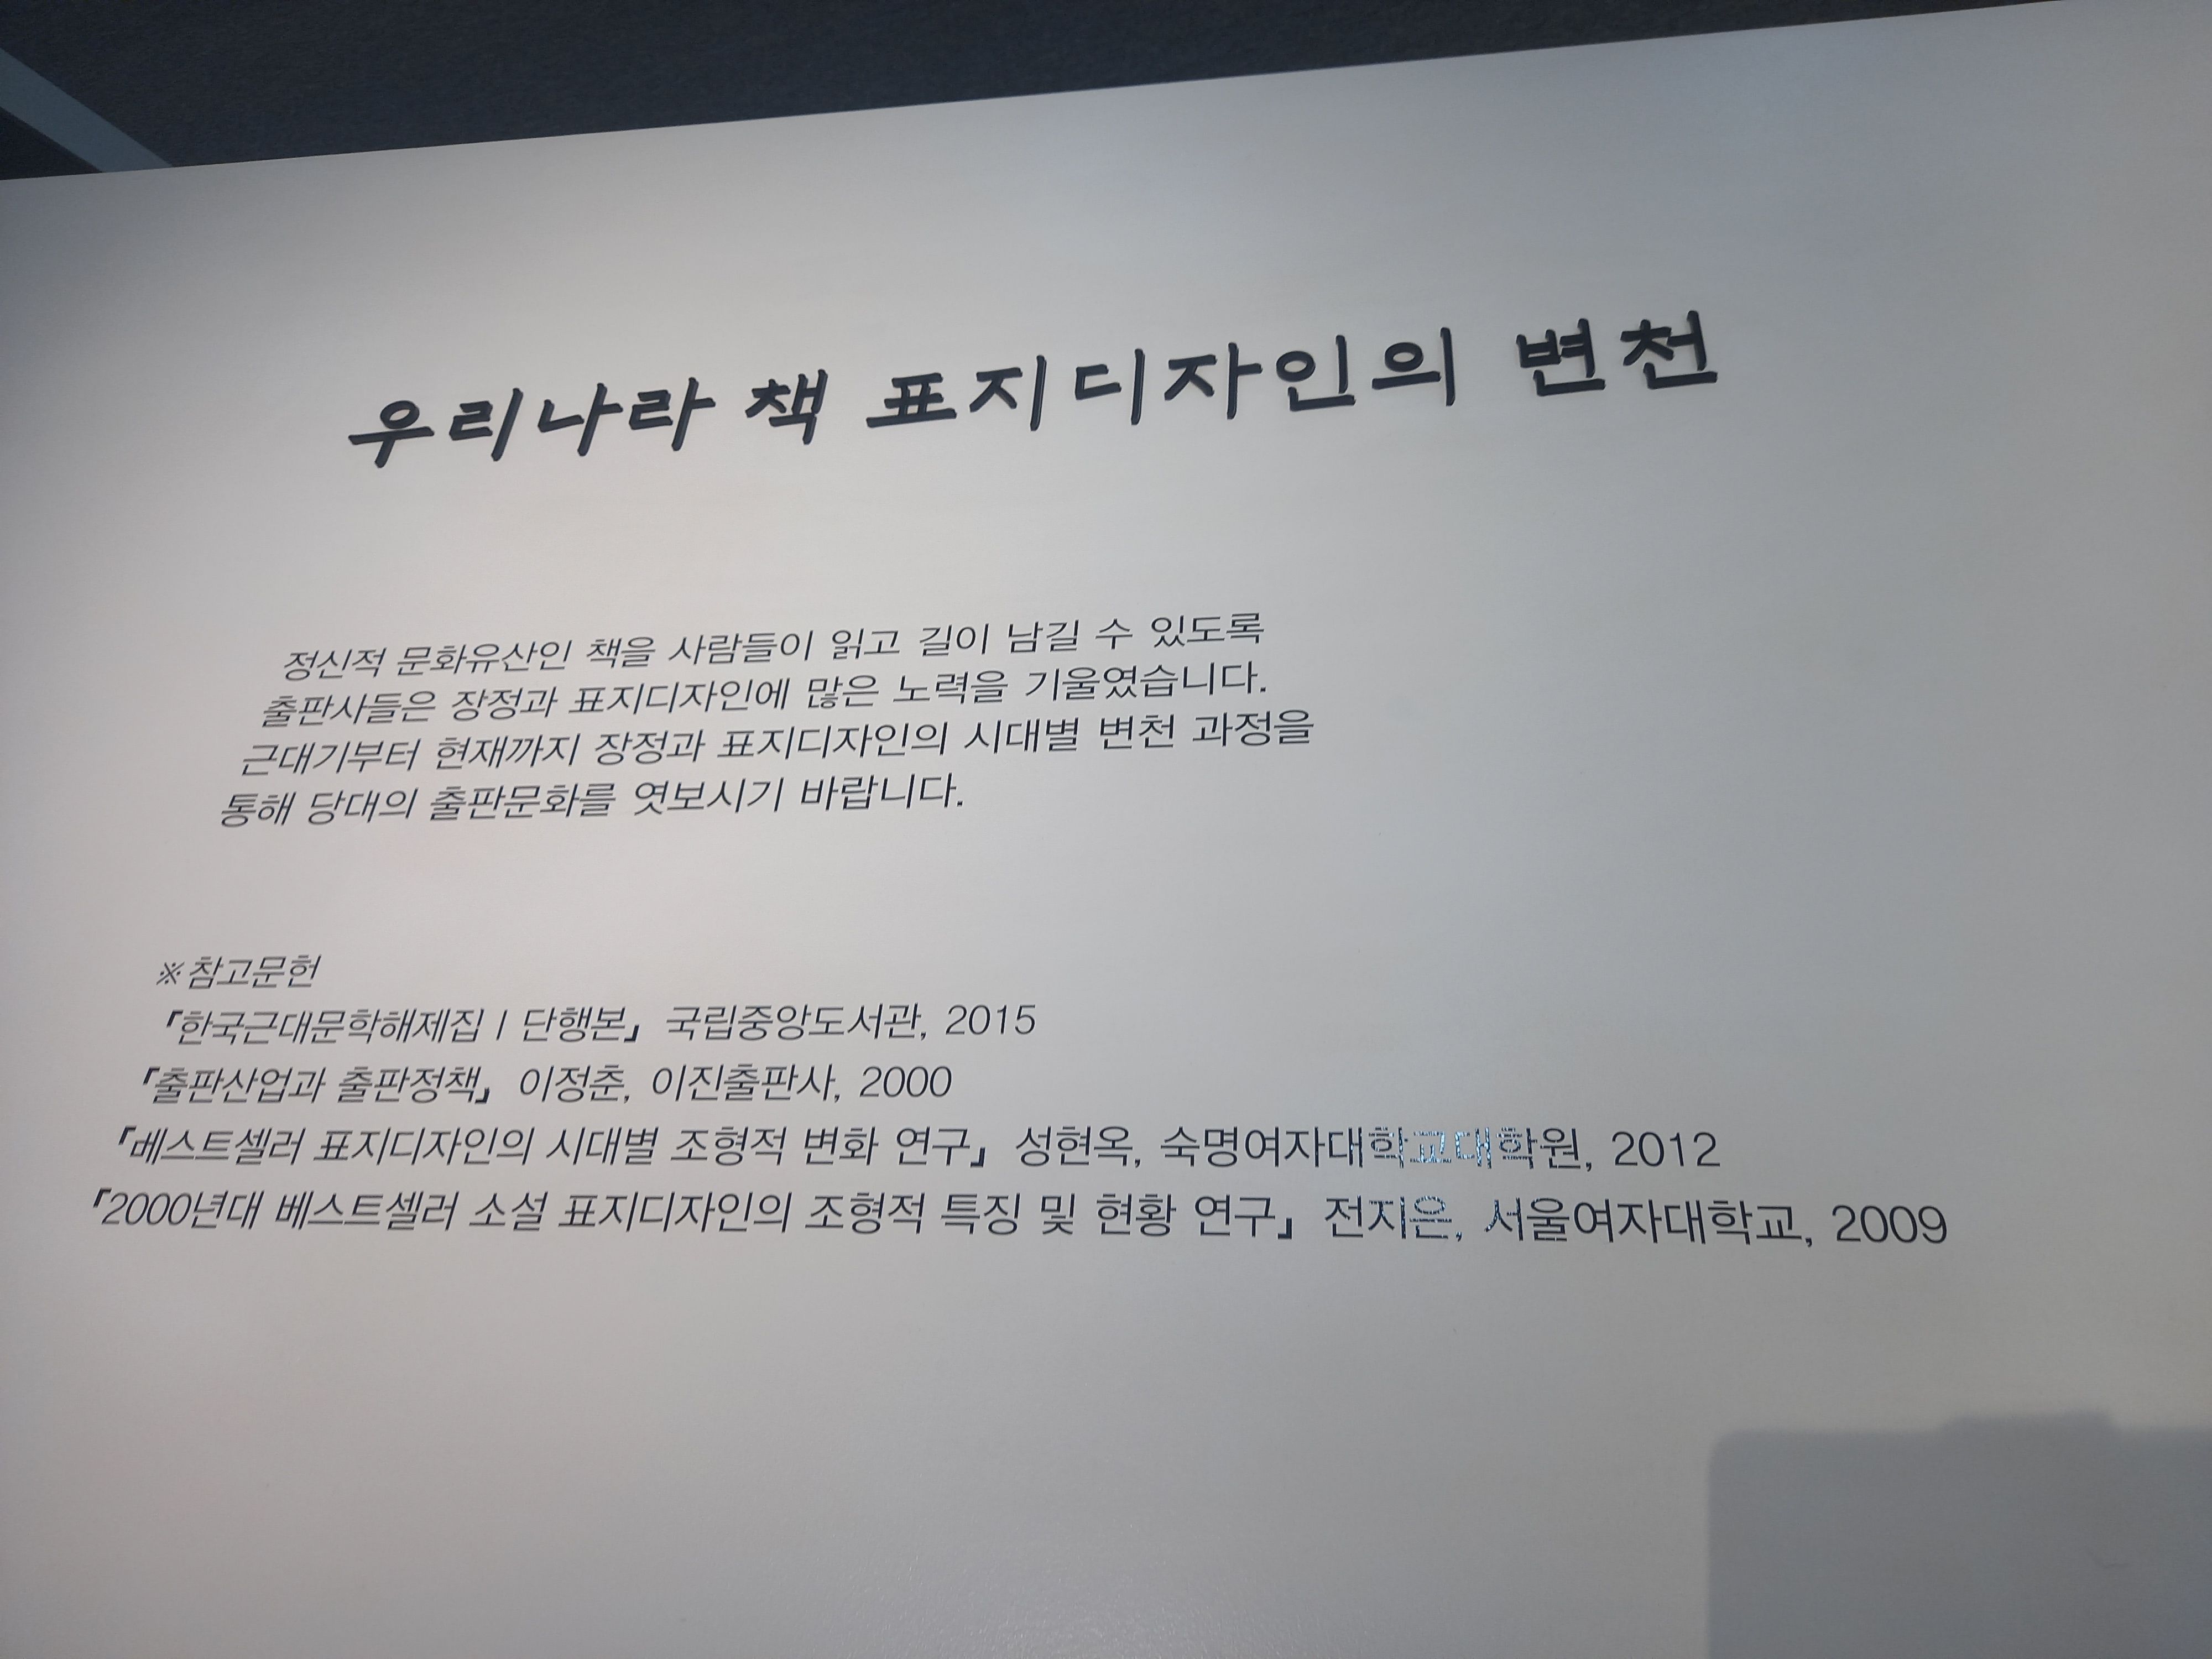 우리나라 책 표지디자인의 변천
정신적 문화유산인 책을 사람들이 읽고 길이 남길 수 있도록
출판사들은 장정과 표지디자인에 많은 노력을 기울였습니다.
근대기부터 현재까지 장정과 표지디자인의 시대별 변천 과정을
통해 당대의 출판문화를 엿보시기 바랍니다.
※참고문헌
『한국근대문학해제집 I 단행본』 국립중앙도서관, 2015
『출판산업과 출판정책』 이정춘, 이진출판사, 2000
『베스트셀러 표지디자인의 시대별 조형적 변화 연구』 성현옥, 숙명여자대학교대학원, 2012
『2000년대 베스트셀러 소설 표지디자인의 조형적 특징 및 현황 연구』 전지은, 서울여자대학교, 2009